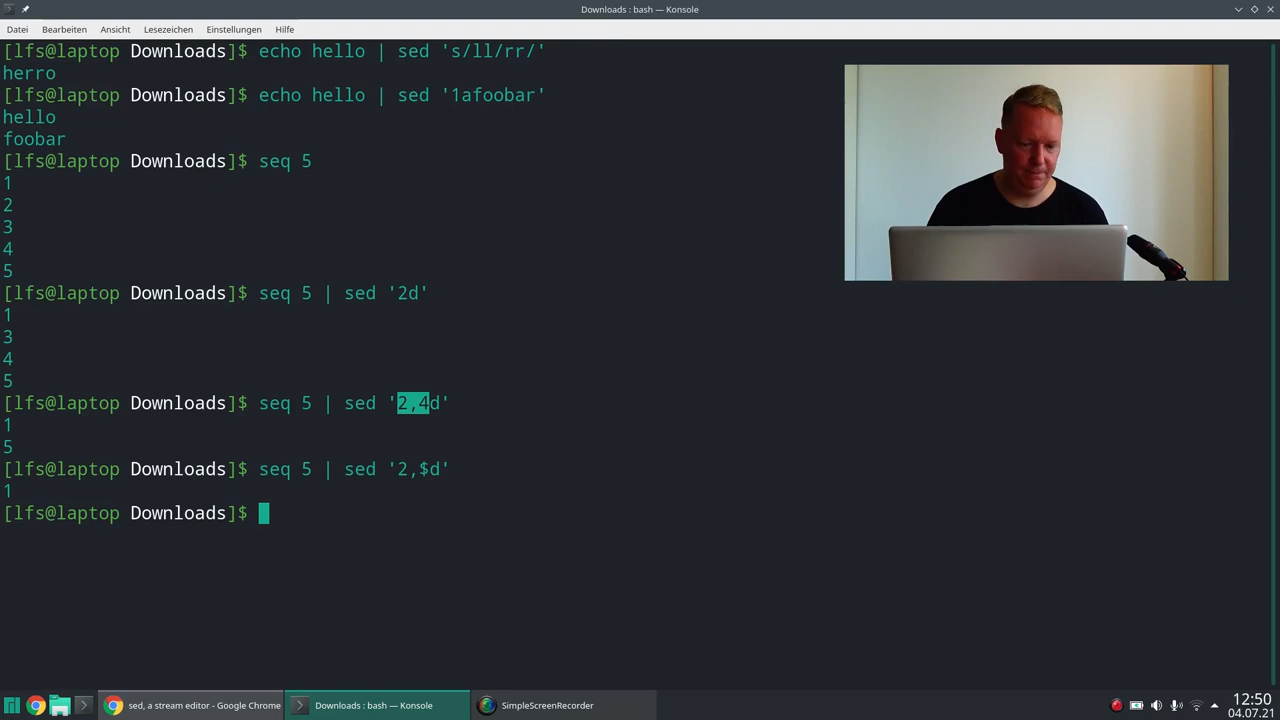 Downloads : bash — Konsole
Datei Bearbeiten Ansicht Lesezeichen Einstellungen Hilfe
[lfs@laptop Downloads]$ echo hello | sed 's/ll/rr/'
herro
[lfs@laptop Downloads]$ echo hello | sed '1afoobar'
hello
foobar
[lfs@laptop Downloads]$ seq 5
1
2
3
4
5
[lfs@laptop Downloads]$ seq 5 | sed '2d'
1
3
4
5
[lfs@laptop Downloads]$ seq 5 | sed '2,4d'
1
5
[lfs@laptop Downloads]$ seq 5 | sed '2,$d'
1
[lfs@laptop Downloads]$
sed, a stream editor - Google Chrome
Downloads : bash — Konsole
SimpleScreenRecorder
12:50
04.07.21